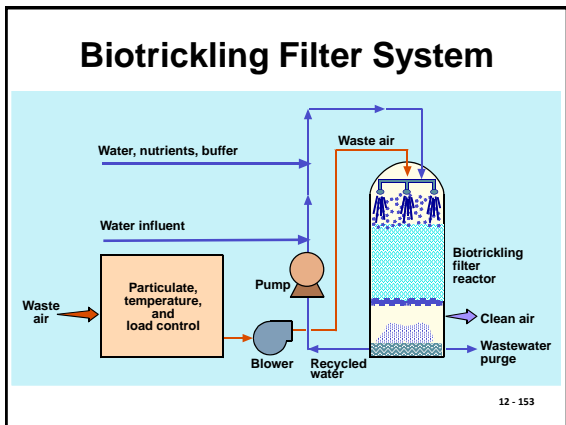 Biotrickling Filter System
Waste air
Water, nutrients, buffer
Water influent
Particulate,
temperature,
and
load control
Waste
air
Pump
Blower
Recycled
water
Biotrickling
filter
reactor
Clean air
Wastewater
purge
12 - 153